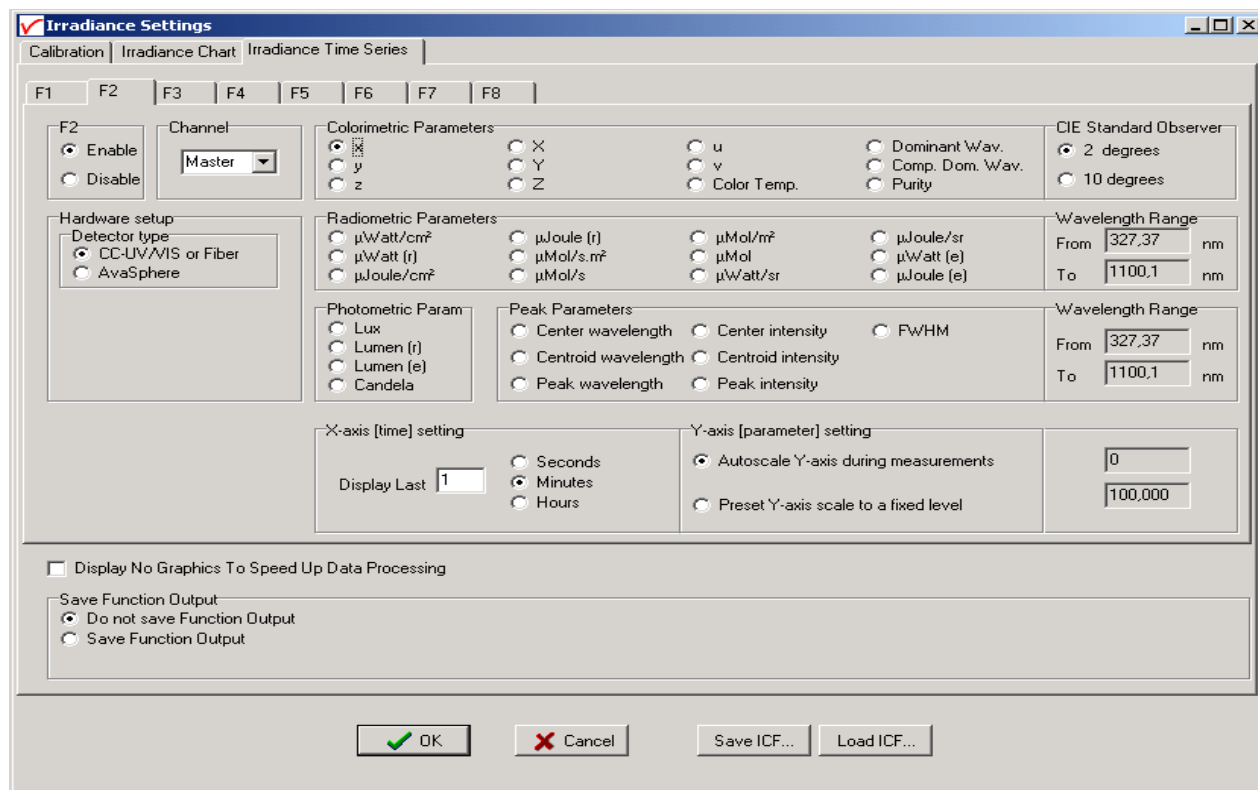 Irradiance Settings
Calibration Irradiance Chart Irradiance Time Series
F1 F2 F3 F4 F5 F6 F7 F8
F2
Enable
Disable
Channel
Master
Colorimetric Parameters
x X u Dominant Wav.
y Y v Comp. Dom. Wav.
z Z Color Temp. Purity
CIE Standard Observer
2 degrees
10 degrees
Hardware setup
Detector type
CC-UV/VIS or Fiber
AvaSphere
Radiometric Parameters
µWatt/cm² µJoule (r) µMol/m² µJoule/sr
µWatt (r) µMol/s.m² µMol µWatt (e)
µJoule/cm² µMol/s µWatt/sr µJoule (e)
Wavelength Range
From 327,37 nm
To 1100,1 nm
Photometric Param
Lux
Lumen (r)
Lumen (e)
Candela
Peak Parameters
Center wavelength Center intensity FWHM
Centroid wavelength Centroid intensity
Peak wavelength Peak intensity
Wavelength Range
From 327,37 nm
To 1100,1 nm
X-axis [time] setting
Display Last 1
Seconds
Minutes
Hours
Y-axis [parameter] setting
Autoscale Y-axis during measurements
Preset Y-axis scale to a fixed level
0
100,000
Display No Graphics To Speed Up Data Processing
Save Function Output
Do not save Function Output
Save Function Output
OK Cancel Save ICF... Load ICF...